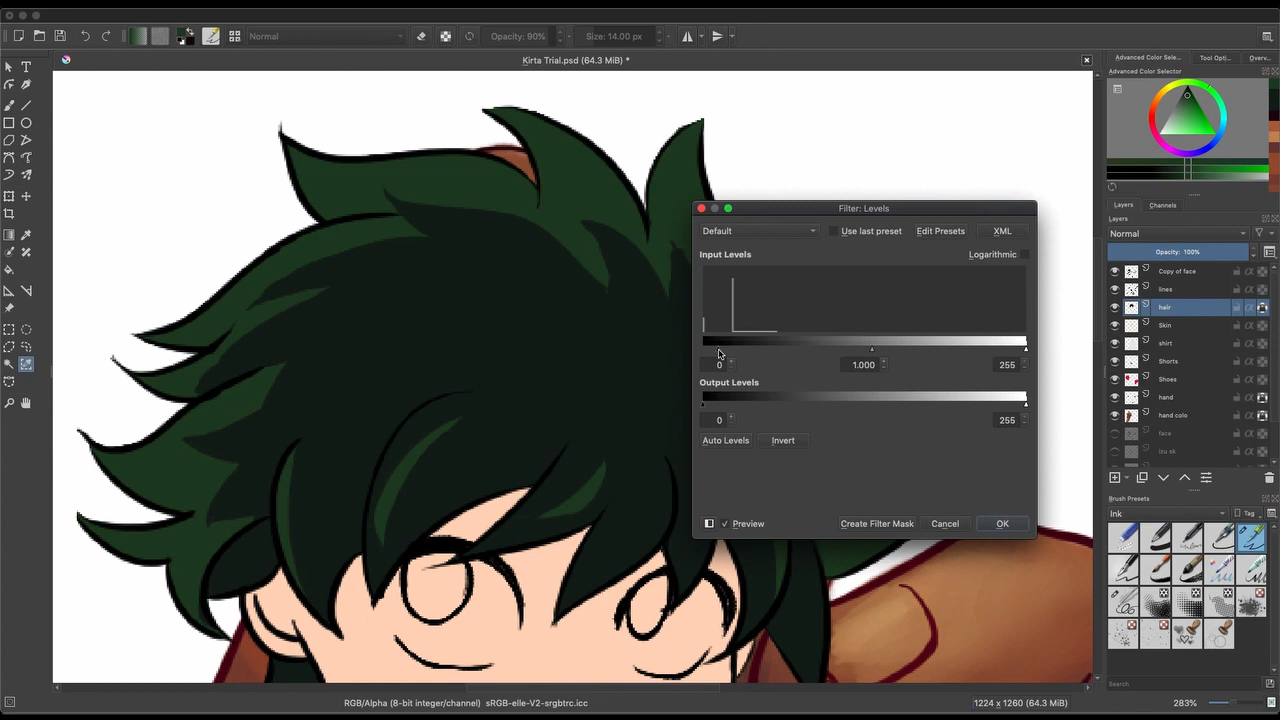 Normal
Opacity: 90%
Size: 14.00 px
Kirta Trial.psd (64.3 MiB) *
Advanced Color Sele...
Tool Opti...
Overv...
Advanced Color Selector
Layers
Channels
Layers
Normal
Opacity: 100%
Copy of face
lines
hair
Skin
shirt
Shorts
Shoes
hand
hand colo
face
izu sk
Filter: Levels
Default
Use last preset
Edit Presets
XML
Input Levels
Logarithmic
0
1.000
255
Output Levels
0
255
Auto Levels
Invert
Preview
Create Filter Mask
Cancel
OK
Brush Presets
Ink
Tag
Search
RGB/Alpha (8-bit integer/channel) sRGB-elle-V2-srgbtrc.icc
1224 x 1260 (64.3 MiB)
283%